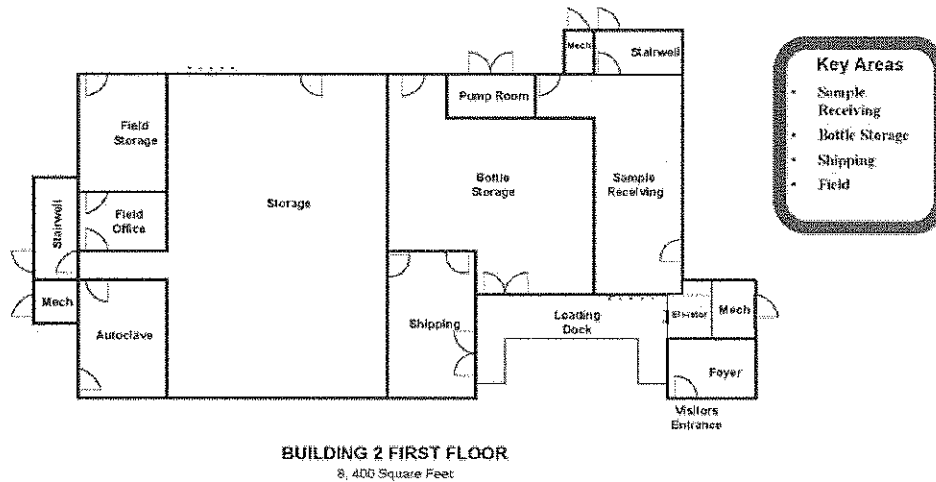 Mech
Stairwell
Key Areas
• Sample
Receiving
• Bottle Storage
• Shipping
• Field
Pump Room
Field
Storage
Bottle
Storage
Sample
Receiving
Storage
Stairwell
Field
Office
Mech
Autoclave
Shipping
Loading
Dock
Elevator
Mech
Foyer
Visitors
Entrance
BUILDING 2 FIRST FLOOR
8, 400 Square Feet